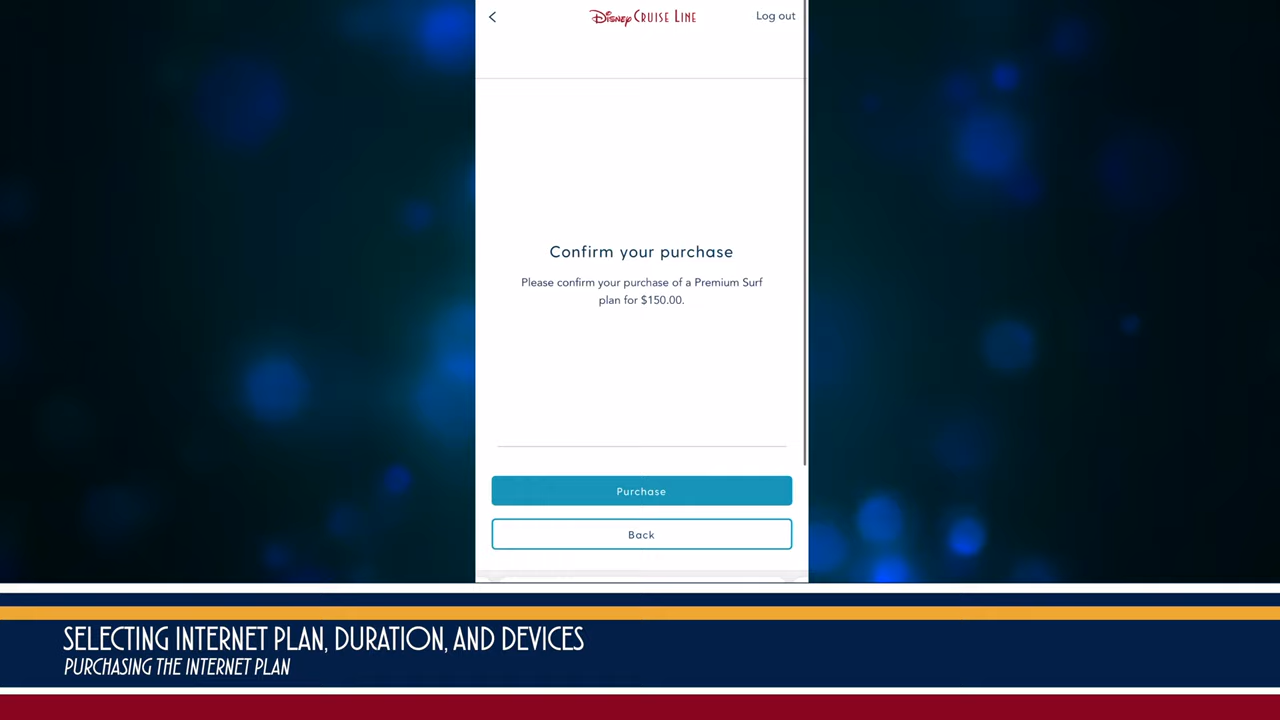 Disney Cruise Line
Log out
Confirm your purchase
Please confirm your purchase of a Premium Surf
plan for $150.00.
Purchase
Back
SELECTING INTERNET PLAN, DURATION, AND DEVICES
PURCHASING THE INTERNET PLAN